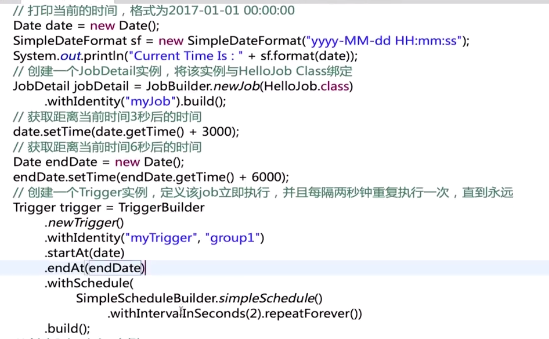 // 打印当前的时间，格式为2017-01-01 00:00:00
Date date = new Date();
SimpleDateFormat sf = new SimpleDateFormat("yyyy-MM-dd HH:mm:ss");
System.out.println("Current Time Is : " + sf.format(date));
// 创建一个JobDetail实例，将该实例与HelloJob Class绑定
JobDetail jobDetail = JobBuilder.newJob(HelloJob.class)
.withIdentity("myJob").build();
// 获取距离当前时间3秒后的时间
date.setTime(date.getTime() + 3000);
// 获取距离当前时间6秒后的时间
Date endDate = new Date();
endDate.setTime(endDate.getTime() + 6000);
// 创建一个Trigger实例，定义该job立即执行，并且每隔两秒钟重复执行一次，直到永远
Trigger trigger = TriggerBuilder
.newTrigger()
.withIdentity("myTrigger", "group1")
.startAt(date)
.endAt(endDate)
.withSchedule(
SimpleScheduleBuilder.simpleSchedule()
.withIntervalInSeconds(2).repeatForever())
.build();